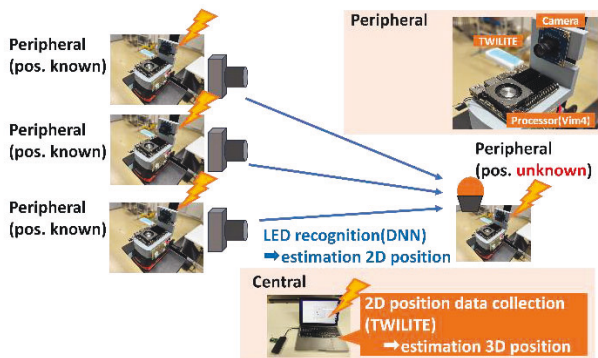 Peripheral
(pos. known)
Peripheral
(pos. known)
Peripheral
(pos. known)
Peripheral
Camera
TWILITE
Processor(Vim4)
Peripheral
(pos. unknown)
LED recognition(DNN)
➡estimation 2D position
Central
2D position data collection
(TWILITE)
➡estimation 3D position